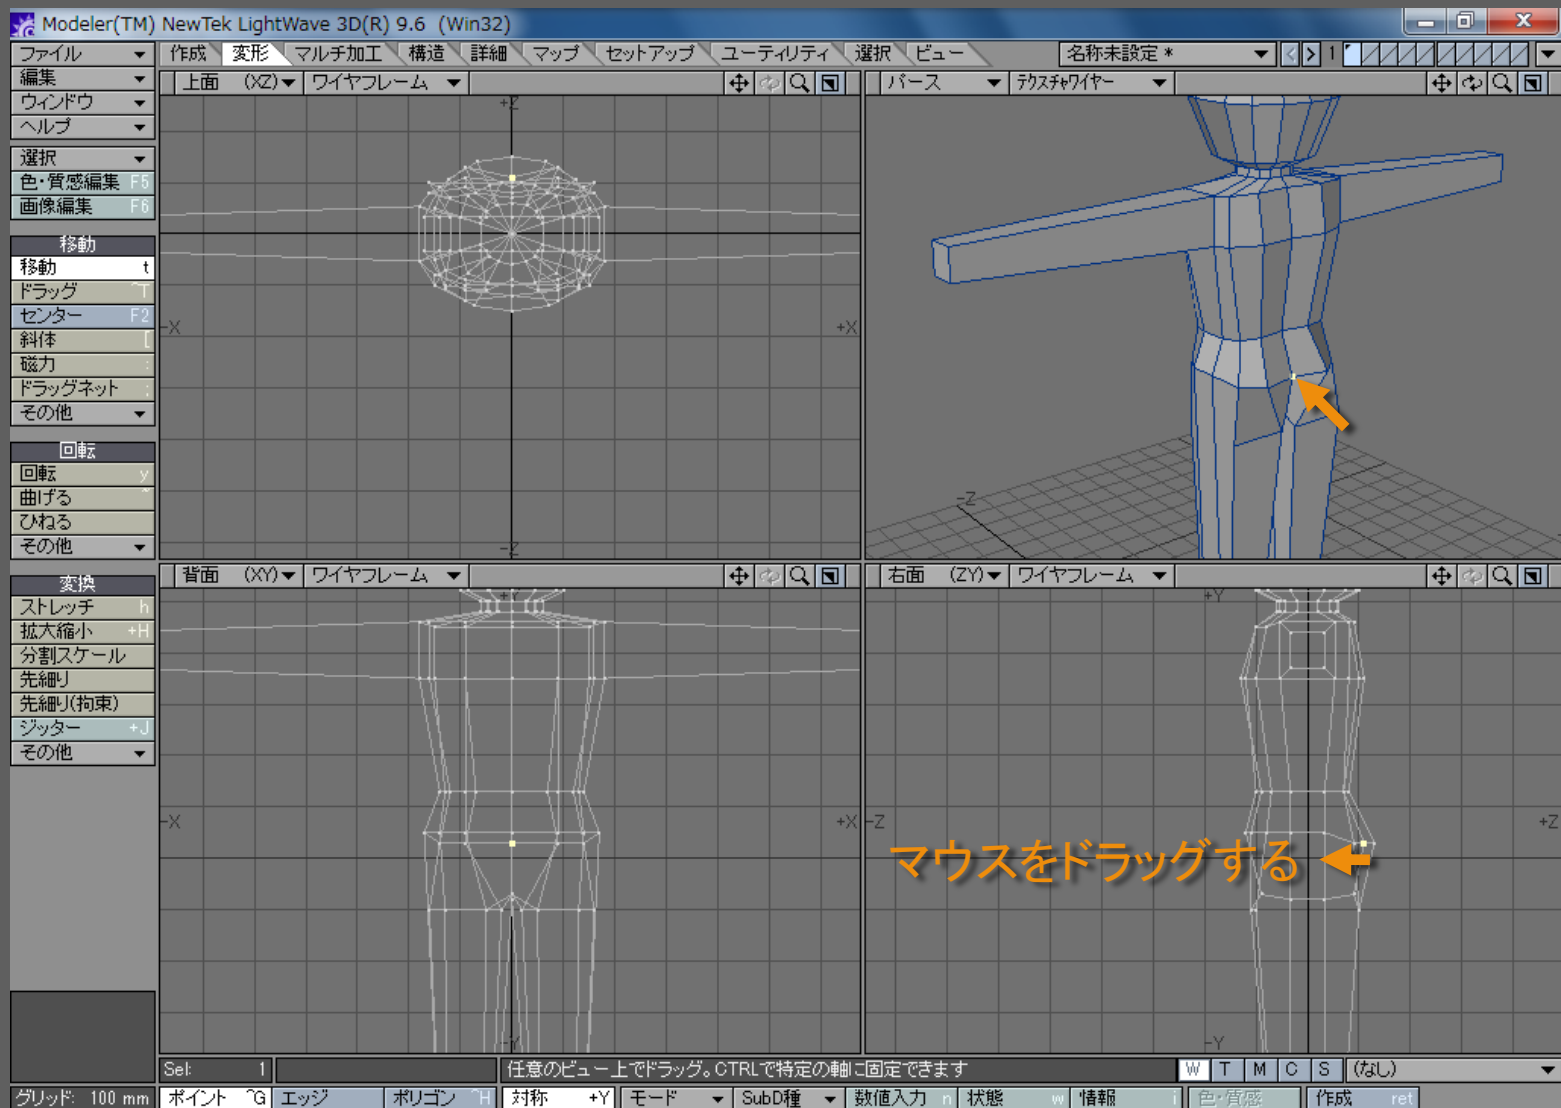 Modeler(TM) NewTek LightWave 3D(R) 9.6 (Win32)
ファイル 作成 変形 マルチ加工 構造 詳細 マップ セットアップ ユーティリティ 選択 ビュー 名称未設定 * 1
編集
ウィンドウ
ヘルプ
選択
色・質感編集 F5
画像編集 F6
移動
移動 t
ドラッグ ^T
センター F2
斜体 [
磁力 :
ドラッグネット ;
その他
回転
回転 y
曲げる ~
ひねる
その他
変換
ストレッチ h
拡大縮小 +H
分割スケール
先細り
先細り(拘束)
ジッター +J
その他
上面 (XZ) ワイヤフレーム
+Z
-X +X
-Z
パース テクスチャワイヤー
-Z
背面 (XY) ワイヤフレーム
+Y
-X +X
-Y
右面 (ZY) ワイヤフレーム
+Y
-Z +Z
マウスをドラッグする
-Y
Sel: 1 任意のビュー上でドラッグ。CTRLで特定の軸に固定できます W T M C S (なし)
グリッド: 100 mm ポイント ^G エッジ ポリゴン ^H 対称 +Y モード SubD種 数値入力 n 状態 w 情報 i 色・質感 作成 ret